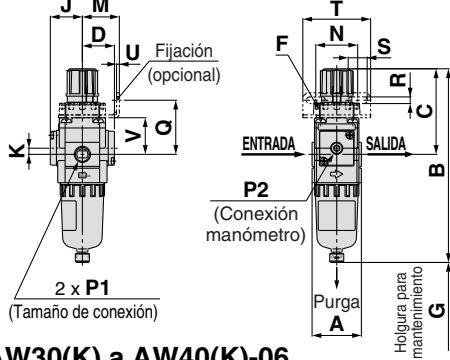 J
M
D
U
Fijación
(opcional)
K
V
Q
2 x P1
(Tamaño de conexión)
T
N
F
S
R
C
B
ENTRADA
SALIDA
P2
(Conexión
manómetro)
Purga
A
G
Holgura para
mantenimiento
AW30(K) a AW40(K)-06